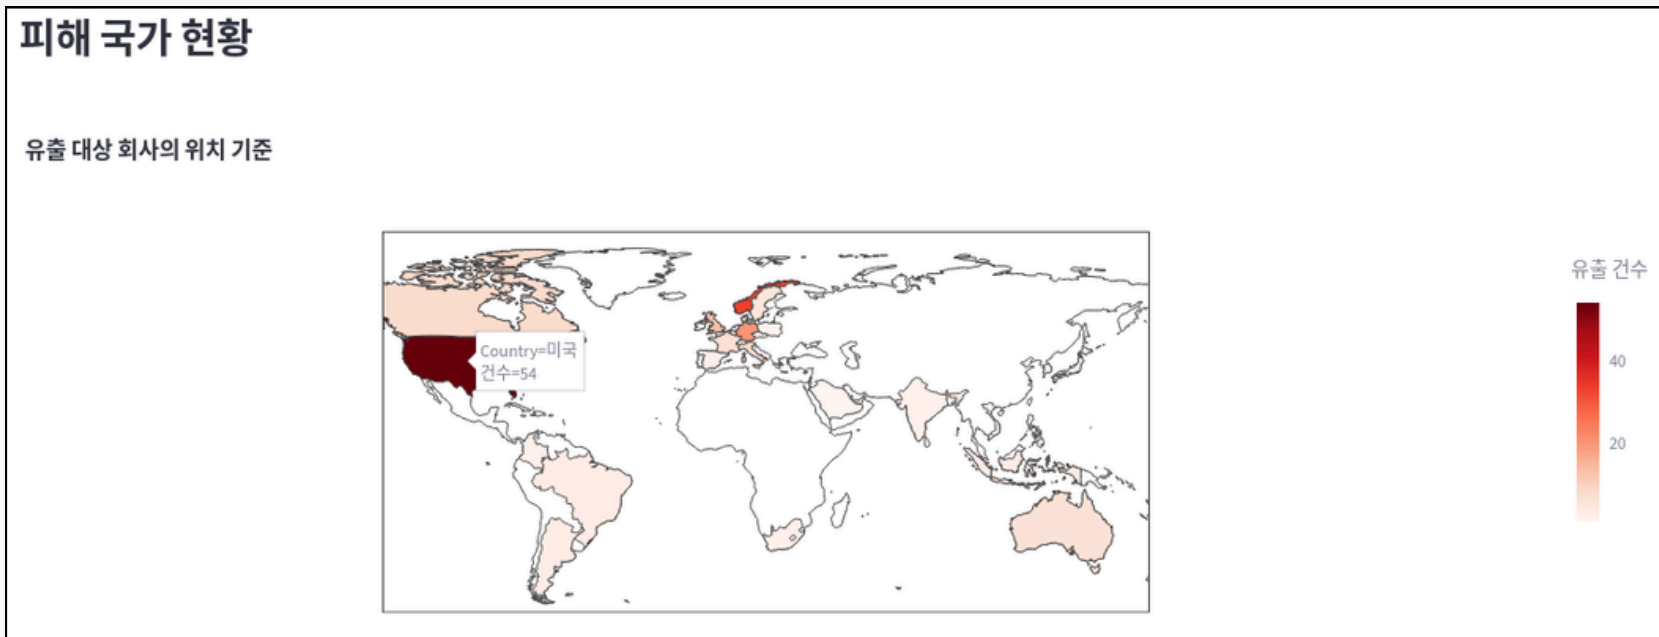 피해 국가 현황
유출 대상 회사의 위치 기준
Country=미국
건수=54
유출 건수
40
20